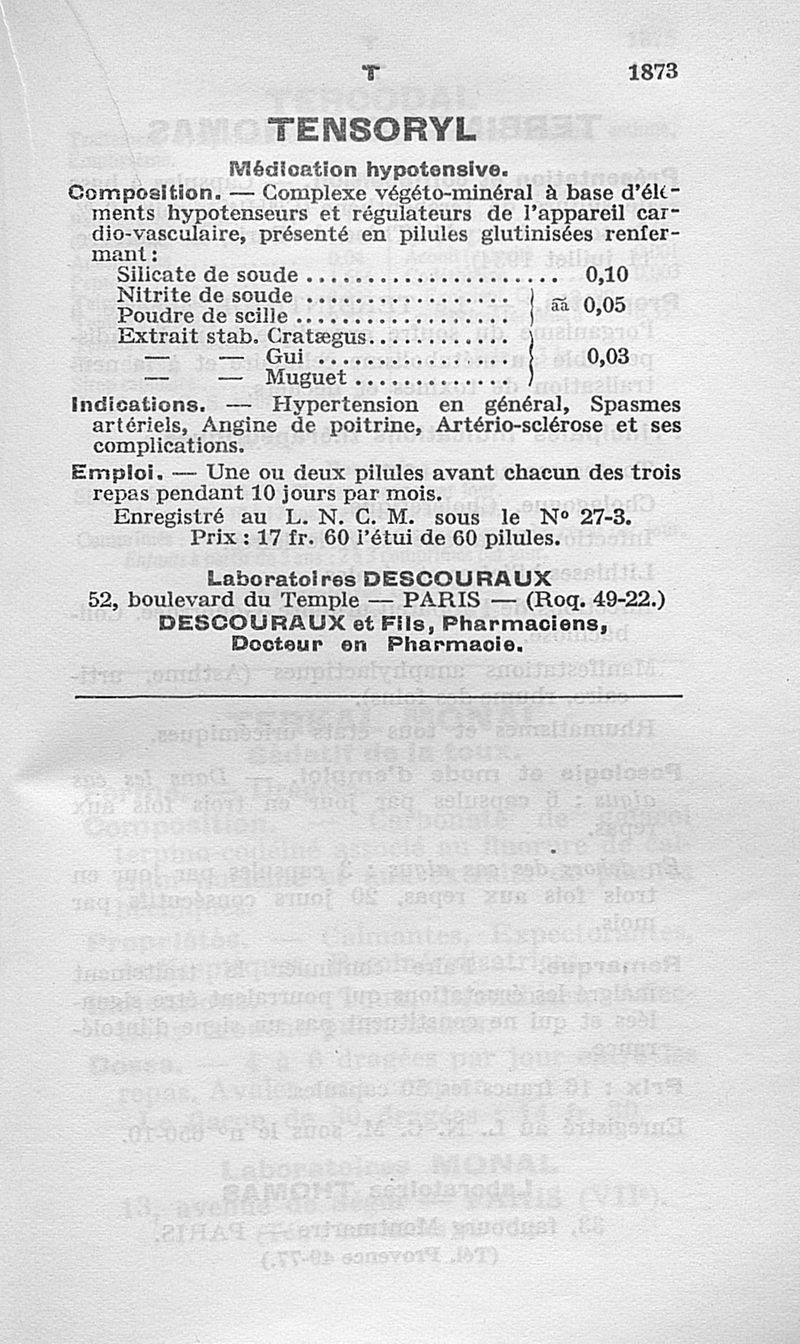 T 1873
TENSORYL
Médication hypotensive.
Composition. — Complexe végéto-minéral à base d'élé-
ments hypotenseurs et régulateurs de l'appareil car-
dio-vasculaire, présenté en pilules glutinisées renfer-
mant :
Silicate de soude ..................... 0,10
Nitrite de soude .................
Poudre de scille .................. } āā 0,05
Extrait stab. Cratægus............
— — Gui ................ } 0,03
— — Muguet .............
Indications. — Hypertension en général, Spasmes
artériels, Angine de poitrine, Artério-sclérose et ses
complications.
Emploi. — Une ou deux pilules avant chacun des trois
repas pendant 10 jours par mois.
Enregistré au L. N. C. M. sous le Nº 27-3.
Prix : 17 fr. 60 l'étui de 60 pilules.
Laboratoires DESCOURAUX
52, boulevard du Temple — PARIS — (Roq. 49-22.)
DESCOURAUX et Fils, Pharmaciens,
Docteur en Pharmacie.